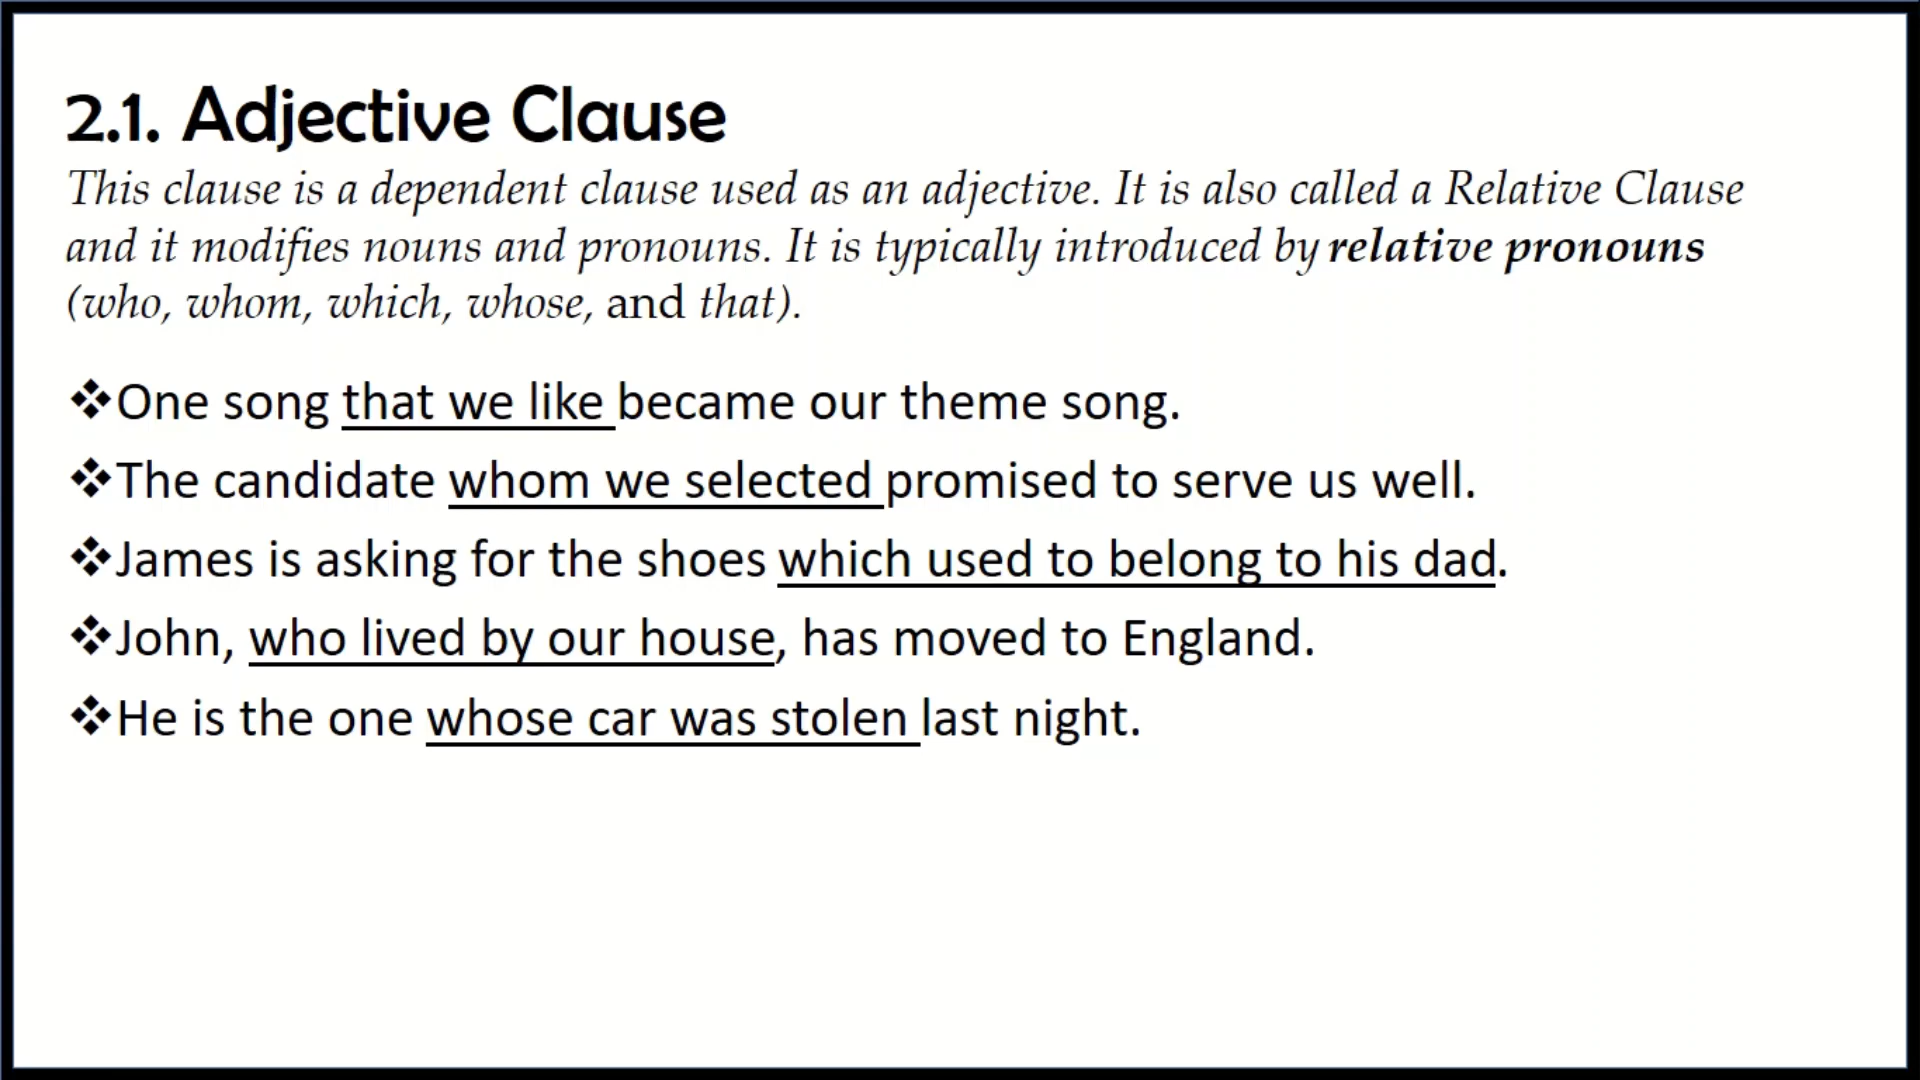 2.1. Adjective Clause
This clause is a dependent clause used as an adjective. It is also called a Relative Clause
and it modifies nouns and pronouns. It is typically introduced by relative pronouns
(who, whom, which, whose, and that).
❖One song that we like became our theme song.
❖The candidate whom we selected promised to serve us well.
❖James is asking for the shoes which used to belong to his dad.
❖John, who lived by our house, has moved to England.
❖He is the one whose car was stolen last night.